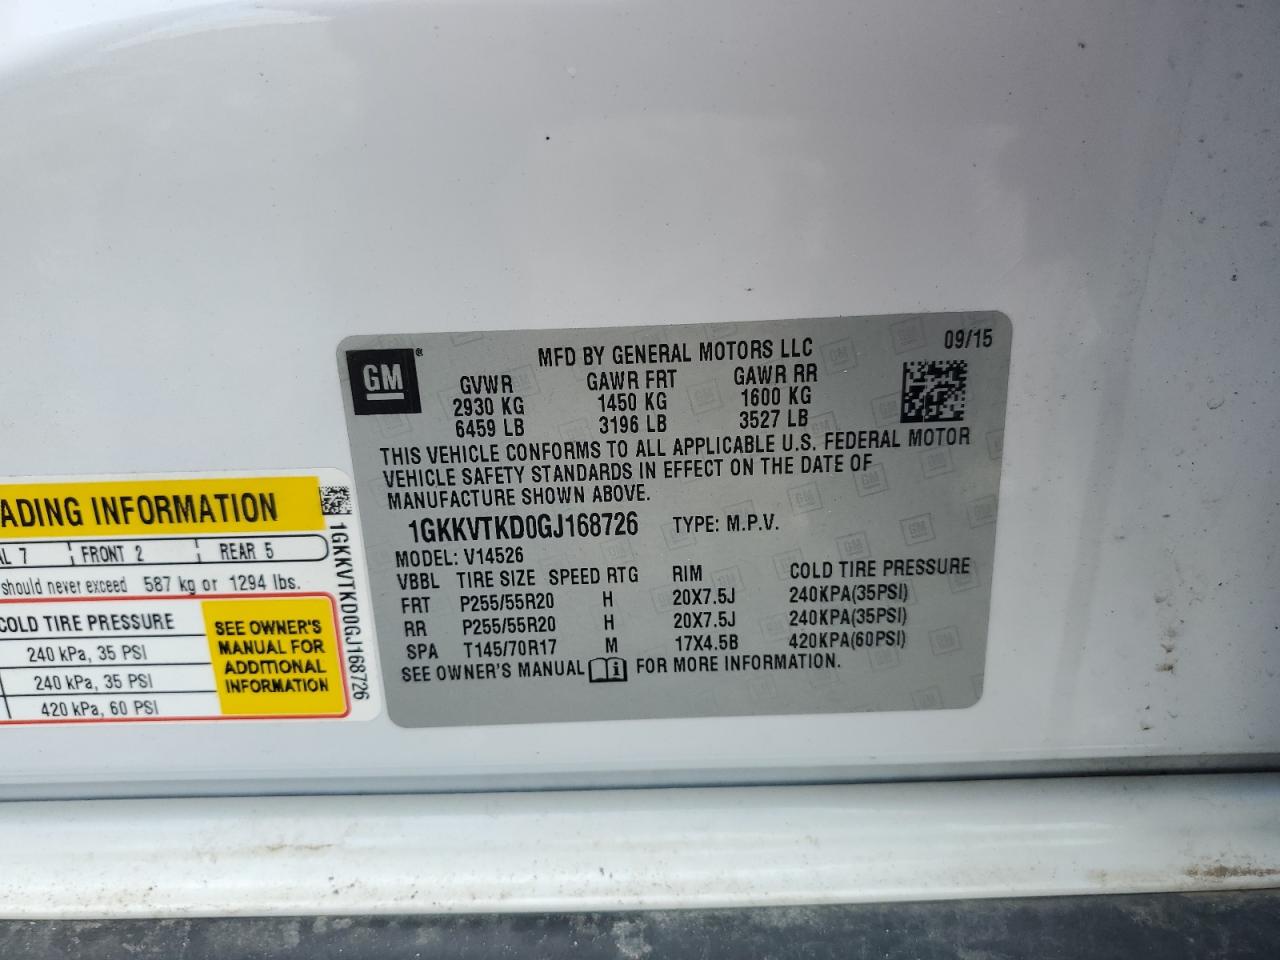 GM ®
MFD BY GENERAL MOTORS LLC 09/15
GVWR GAWR FRT GAWR RR
2930 KG 1450 KG 1600 KG
6459 LB 3196 LB 3527 LB
THIS VEHICLE CONFORMS TO ALL APPLICABLE U.S. FEDERAL MOTOR
VEHICLE SAFETY STANDARDS IN EFFECT ON THE DATE OF
MANUFACTURE SHOWN ABOVE.
1GKKVTKD0GJ168726 TYPE: M.P.V.
MODEL: V14526
VBBL TIRE SIZE SPEED RTG RIM COLD TIRE PRESSURE
FRT P255/55R20 H 20X7.5J 240KPA(35PSI)
RR P255/55R20 H 20X7.5J 240KPA(35PSI)
SPA T145/70R17 M 17X4.5B 420KPA(60PSI)
SEE OWNER'S MANUAL i FOR MORE INFORMATION.
ADING INFORMATION
AL 7 FRONT 2 REAR 5
should never exceed 587 kg or 1294 lbs.
COLD TIRE PRESSURE
240 kPa, 35 PSI
240 kPa, 35 PSI
420 kPa, 60 PSI
SEE OWNER'S
MANUAL FOR
ADDITIONAL
INFORMATION
1GKKVTKD0GJ168726